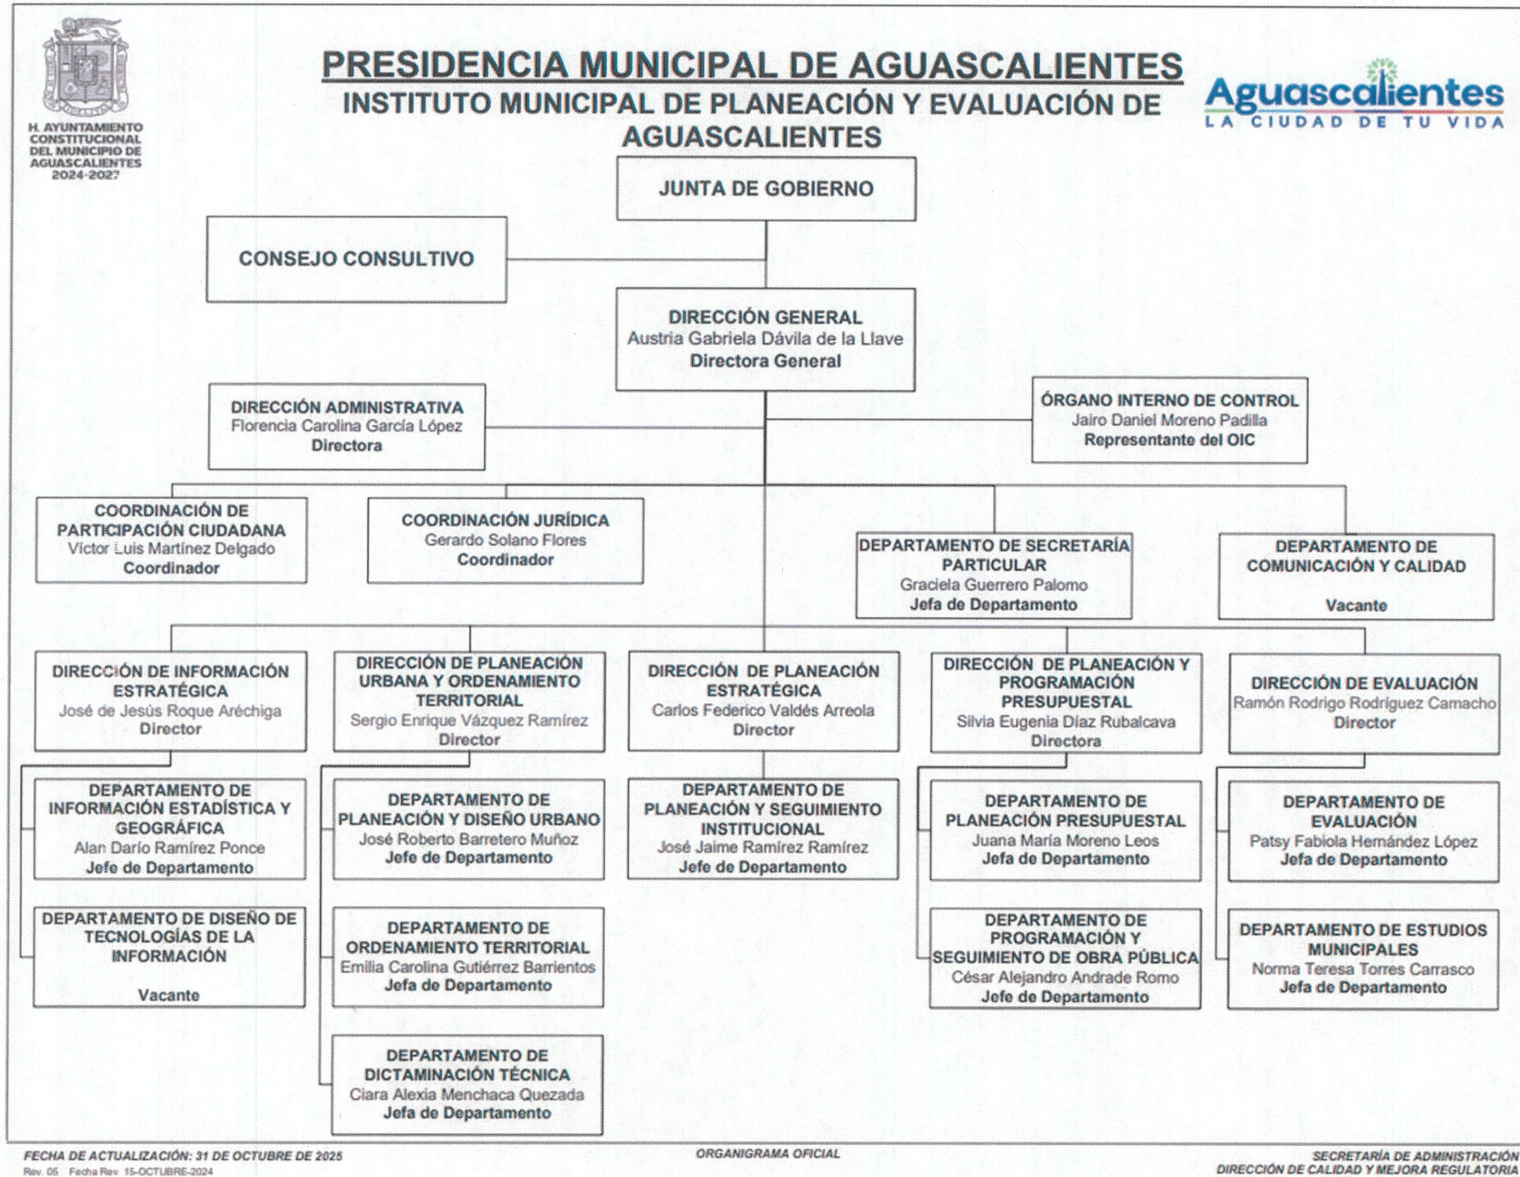 H. AYUNTAMIENTO
CONSTITUCIONAL
DEL MUNICIPIO DE
AGUASCALIENTES
2024-2027
PRESIDENCIA MUNICIPAL DE AGUASCALIENTES
INSTITUTO MUNICIPAL DE PLANEACIÓN Y EVALUACIÓN DE
AGUASCALIENTES
Aguascalientes
LA CIUDAD DE TU VIDA
JUNTA DE GOBIERNO
CONSEJO CONSULTIVO
DIRECCIÓN GENERAL
Austria Gabriela Dávila de la Llave
Directora General
DIRECCIÓN ADMINISTRATIVA
Florencia Carolina García López
Directora
ÓRGANO INTERNO DE CONTROL
Jairo Daniel Moreno Padilla
Representante del OIC
COORDINACIÓN DE
PARTICIPACIÓN CIUDADANA
Víctor Luis Martínez Delgado
Coordinador
COORDINACIÓN JURÍDICA
Gerardo Solano Flores
Coordinador
DEPARTAMENTO DE SECRETARÍA
PARTICULAR
Graciela Guerrero Palomo
Jefa de Departamento
DEPARTAMENTO DE
COMUNICACIÓN Y CALIDAD
Vacante
DIRECCIÓN DE INFORMACIÓN
ESTRATÉGICA
José de Jesús Roque Aréchiga
Director
DIRECCIÓN DE PLANEACIÓN
URBANA Y ORDENAMIENTO
TERRITORIAL
Sergio Enrique Vázquez Ramírez
Director
DIRECCIÓN DE PLANEACIÓN
ESTRATÉGICA
Carlos Federico Valdés Arreola
Director
DIRECCIÓN DE PLANEACIÓN Y
PROGRAMACIÓN
PRESUPUESTAL
Silvia Eugenia Díaz Rubalcava
Directora
DIRECCIÓN DE EVALUACIÓN
Ramón Rodrigo Rodríguez Camacho
Director
DEPARTAMENTO DE
INFORMACIÓN ESTADÍSTICA Y
GEOGRÁFICA
Alan Darío Ramírez Ponce
Jefe de Departamento
DEPARTAMENTO DE
PLANEACIÓN Y DISEÑO URBANO
José Roberto Barretero Muñoz
Jefe de Departamento
DEPARTAMENTO DE
PLANEACIÓN Y SEGUIMIENTO
INSTITUCIONAL
José Jaime Ramírez Ramírez
Jefe de Departamento
DEPARTAMENTO DE
PLANEACIÓN PRESUPUESTAL
Juana María Moreno Leos
Jefa de Departamento
DEPARTAMENTO DE
EVALUACIÓN
Patsy Fabiola Hernández López
Jefa de Departamento
DEPARTAMENTO DE DISEÑO DE
TECNOLOGÍAS DE LA
INFORMACIÓN
Vacante
DEPARTAMENTO DE
ORDENAMIENTO TERRITORIAL
Emilia Carolina Gutiérrez Barrientos
Jefa de Departamento
DEPARTAMENTO DE
PROGRAMACIÓN Y
SEGUIMIENTO DE OBRA PÚBLICA
César Alejandro Andrade Romo
Jefe de Departamento
DEPARTAMENTO DE ESTUDIOS
MUNICIPALES
Norma Teresa Torres Carrasco
Jefa de Departamento
DEPARTAMENTO DE
DICTAMINACIÓN TÉCNICA
Clara Alexia Menchaca Quezada
Jefa de Departamento
FECHA DE ACTUALIZACIÓN: 31 DE OCTUBRE DE 2025
Rev. 05 Fecha Rev. 15-OCTUBRE-2024
ORGANIGRAMA OFICIAL
SECRETARÍA DE ADMINISTRACIÓN
DIRECCIÓN DE CALIDAD Y MEJORA REGULATORIA